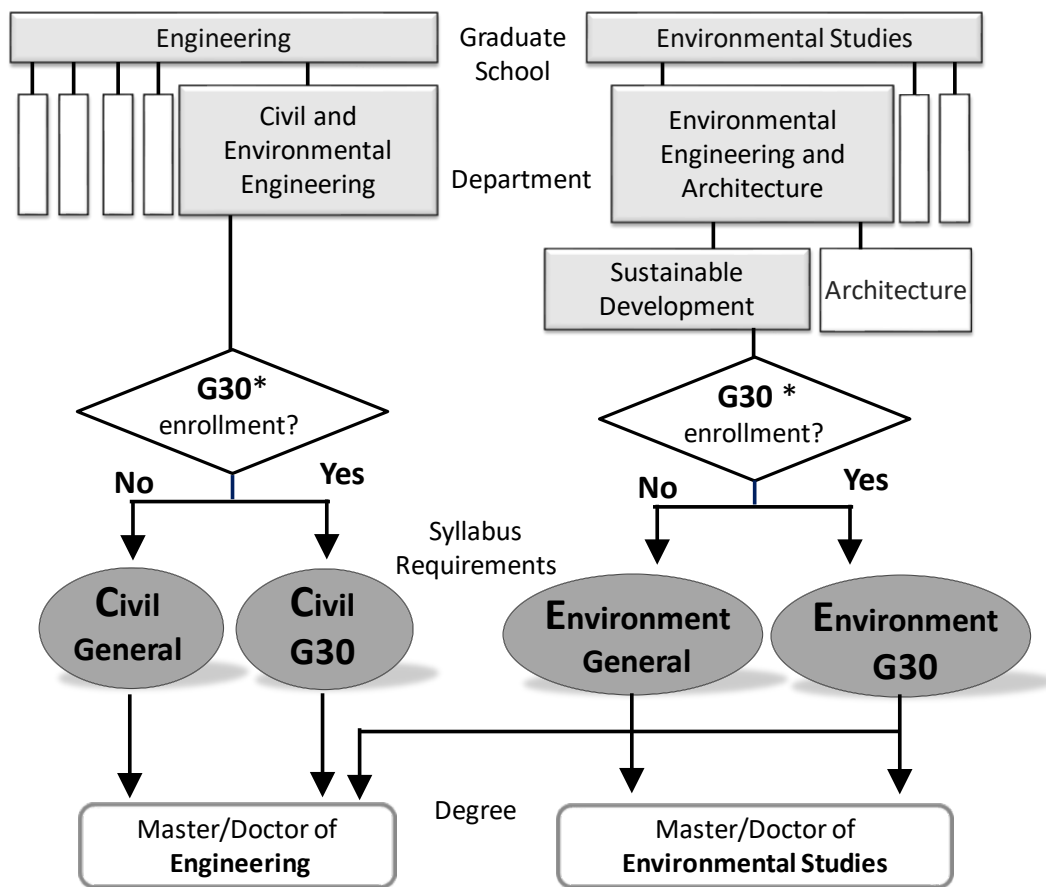 Engineering
Graduate
School
Environmental Studies
Civil and
Environmental
Engineering
Department
Environmental
Engineering and
Architecture
Sustainable
Development
Architecture
G30*
enrollment?
G30 *
enrollment?
No
Yes
No
Yes
Syllabus
Requirements
Civil
General
Civil
G30
Environment
General
Environment
G30
Degree
Master/Doctor of
Engineering
Master/Doctor of
Environmental Studies